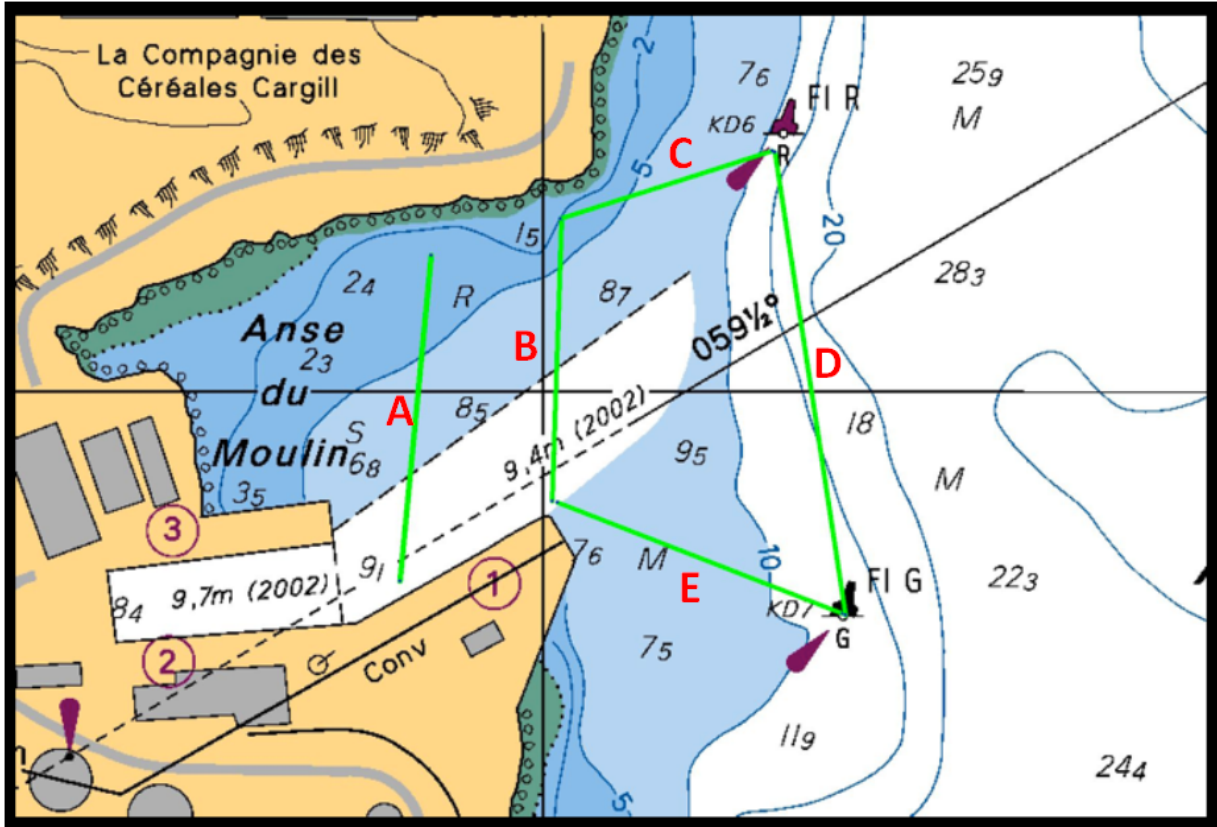 La Compagnie des
Céréales Cargill
2
7₆
25₉
Fl R
M
KD6
R
C
5
1₅
20
2₄
R
8₇
28₃
059½°
Anse
2₃
B
D
du
A
8₅
18
S
9,4m (2002)
9₅
Moulin
6₈
M
3₅
3
7₆
M
10
Fl G
9₁
1
22₃
9,7m (2002)
8₄
E
KD7
G
2
7₅
Conv
11₉
24₄
5